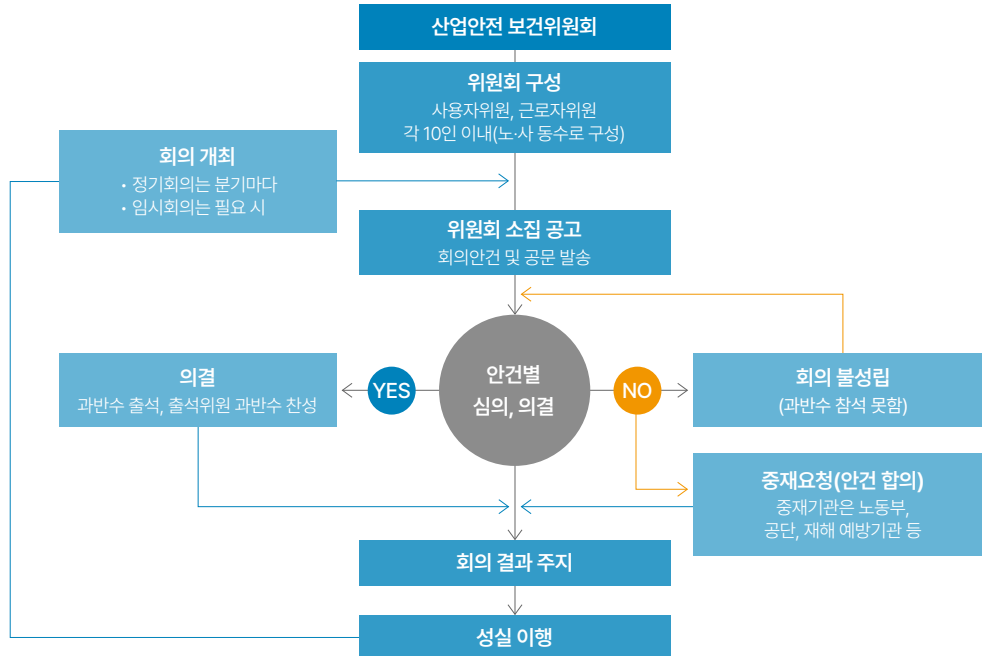 산업안전 보건위원회
위원회 구성
사용자위원, 근로자위원
각 10인 이내(노·사 동수로 구성)
회의 개최
• 정기회의는 분기마다
• 임시회의는 필요 시
위원회 소집 공고
회의안건 및 공문 발송
안건별
심의, 의결
YES
NO
의결
과반수 출석, 출석위원 과반수 찬성
회의 불성립
(과반수 참석 못함)
중재요청(안건 합의)
중재기관은 노동부,
공단, 재해 예방기관 등
회의 결과 주지
성실 이행